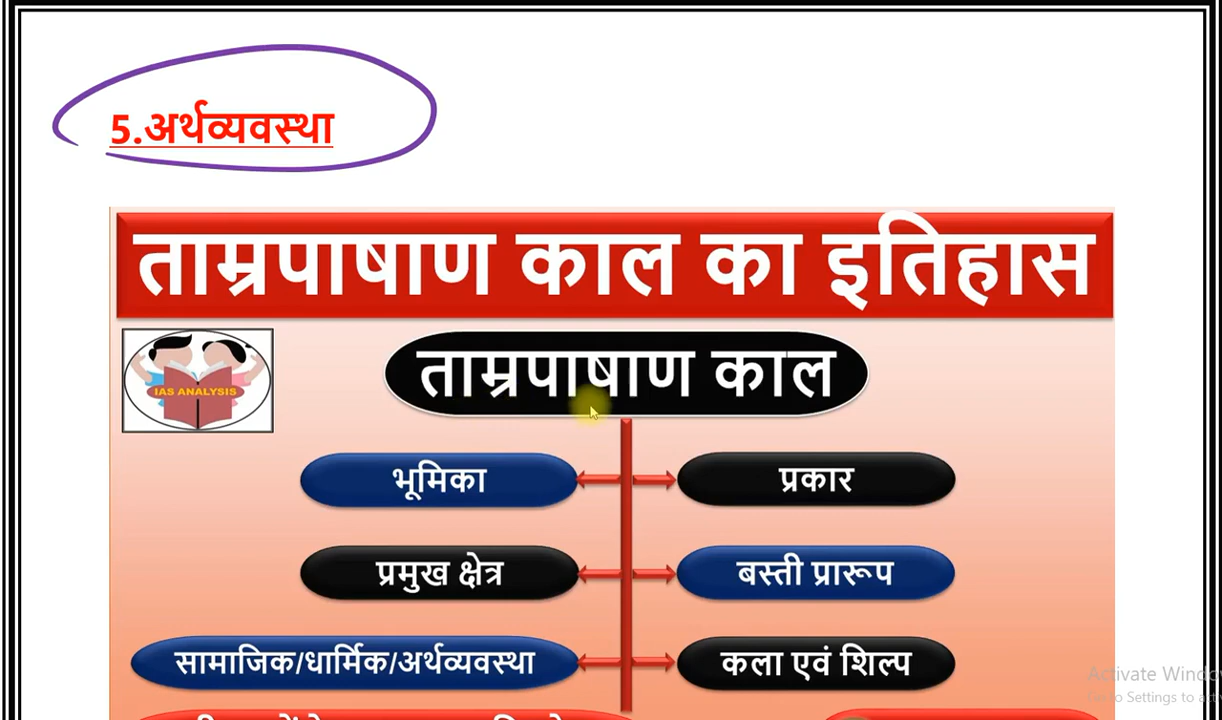 5.अर्थव्यवस्था
ताम्रपाषाण काल का इतिहास
IAS ANALYSIS
ताम्रपाषाण काल
भूमिका
प्रकार
प्रमुख क्षेत्र
बस्ती प्रारूप
सामाजिक/धार्मिक/अर्थव्यवस्था
कला एवं शिल्प
Activate Windo
Go to Settings to act